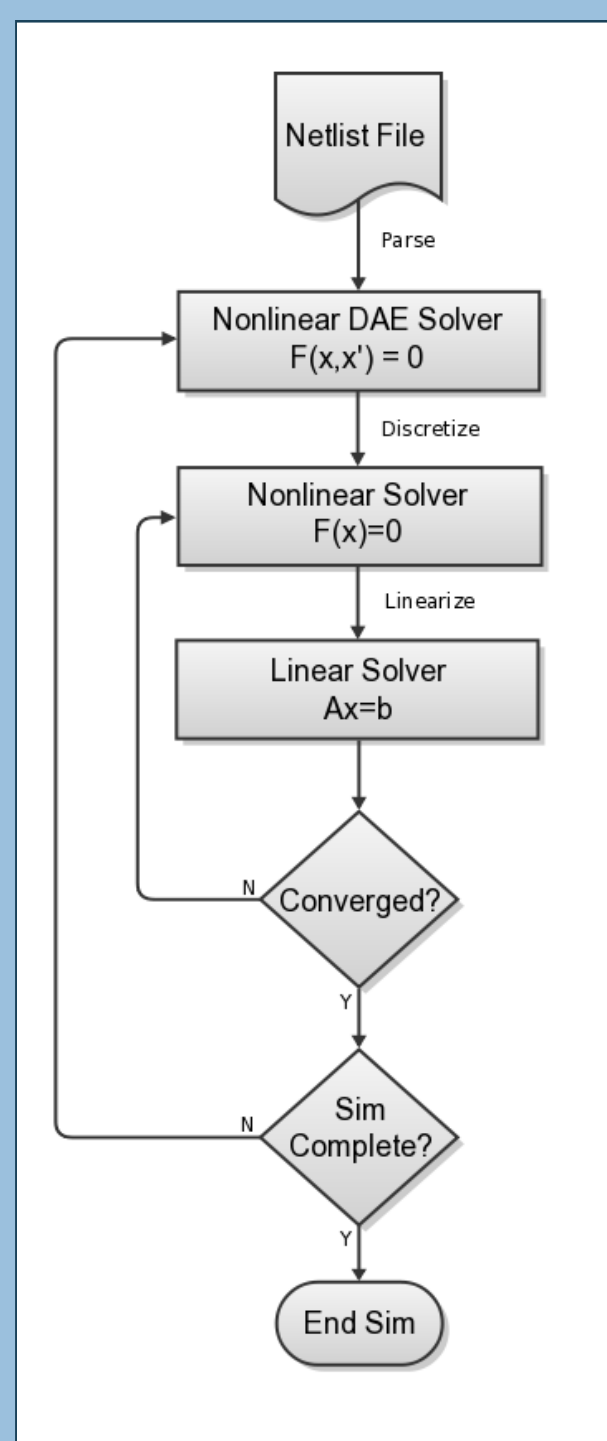 Netlist File
Parse
Nonlinear DAE Solver
F(x,x') = 0
Discretize
Nonlinear Solver
F(x)=0
Linearize
Linear Solver
Ax=b
N
Converged?
Y
N
Sim
Complete?
Y
End Sim